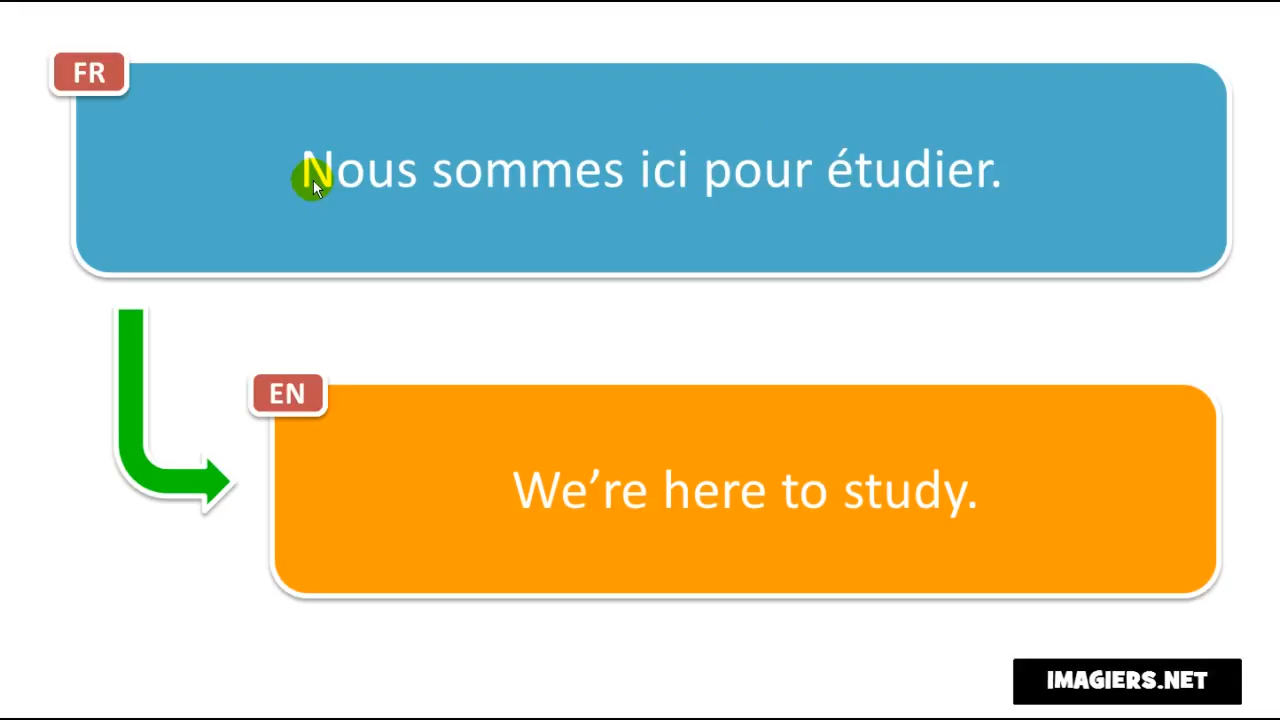 FR
Nous sommes ici pour étudier.
EN
We’re here to study.
IMAGIERS.NET